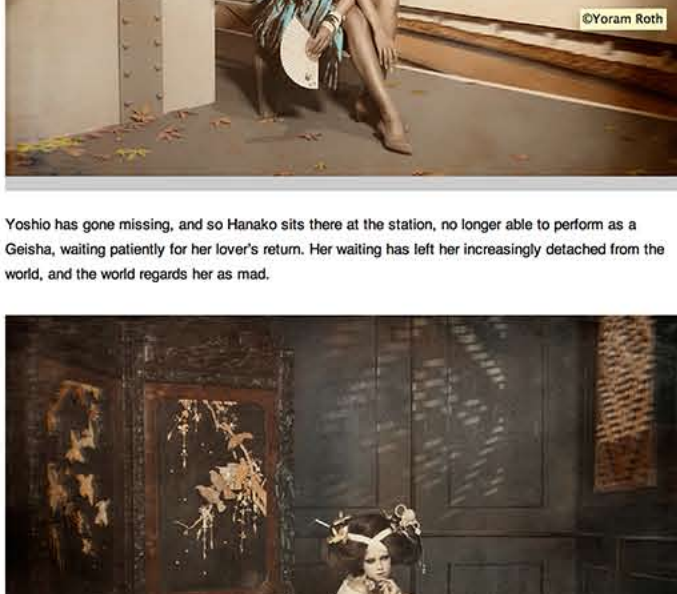 ©Yoram Roth
Yoshio has gone missing, and so Hanako sits there at the station, no longer able to perform as a
Geisha, waiting patiently for her lover's return. Her waiting has left her increasingly detached from the
world, and the world regards her as mad.